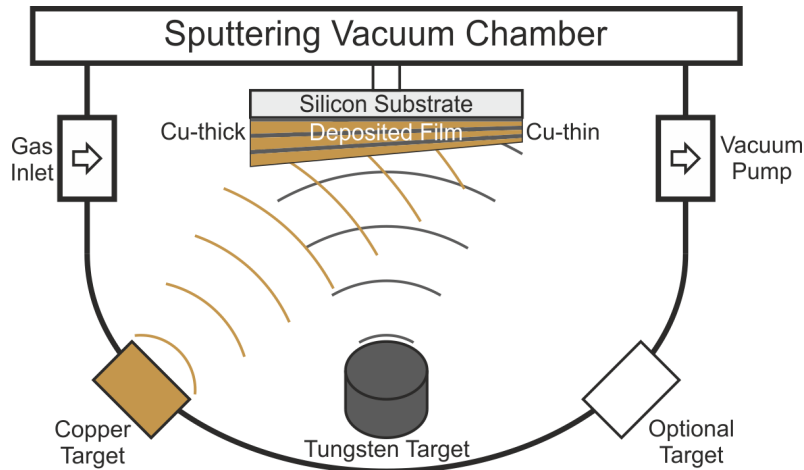 Sputtering Vacuum Chamber
Silicon Substrate
Cu-thick
Deposited Film
Cu-thin
Gas
Inlet
Vacuum
Pump
Copper
Target
Tungsten Target
Optional
Target